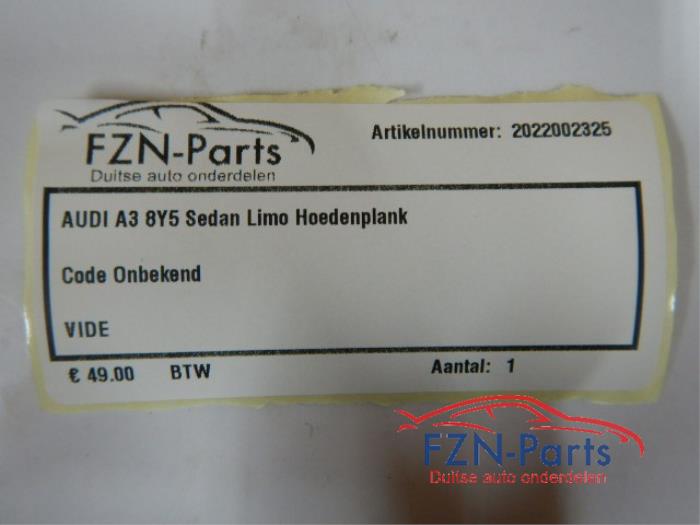 FZN-Parts
Duitse auto onderdelen
Artikelnummer: 2022002325
AUDI A3 8Y5 Sedan Limo Hoedenplank
Code Onbekend
VIDE
€ 49.00 BTW Aantal: 1
FZN-Parts
Duitse auto onderdelen